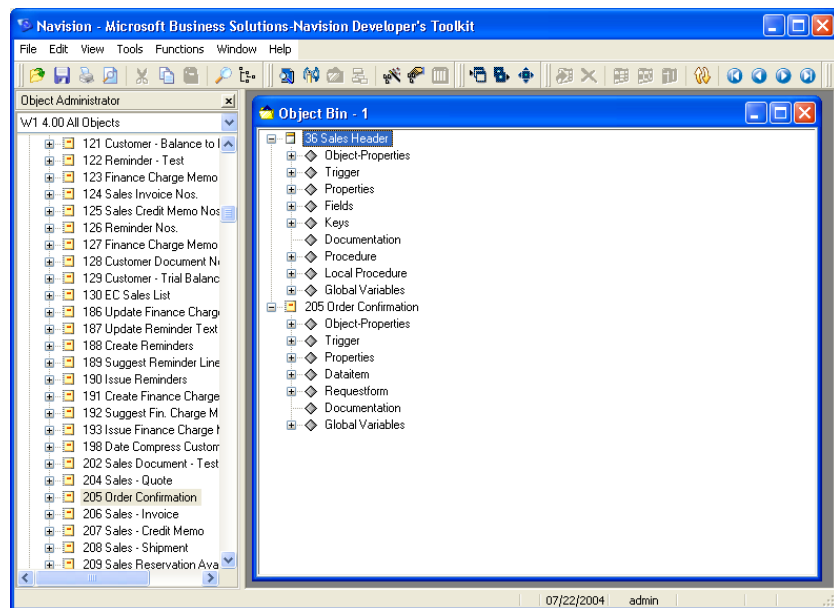 Navision - Microsoft Business Solutions-Navision Developer's Toolkit
File Edit View Tools Functions Window Help
Object Administrator
W1 4.00 All Objects
121 Customer - Balance to
122 Reminder - Test
123 Finance Charge Memo
124 Sales Invoice Nos.
125 Sales Credit Memo Nos
126 Reminder Nos.
127 Finance Charge Memo
128 Customer Document N
129 Customer - Trial Balanc
130 EC Sales List
186 Update Finance Charg
187 Update Reminder Text
188 Create Reminders
189 Suggest Reminder Line
190 Issue Reminders
191 Create Finance Charge
192 Suggest Fin. Charge M
193 Issue Finance Charge
198 Date Compress Custom
202 Sales Document - Test
204 Sales - Quote
205 Order Confirmation
206 Sales - Invoice
207 Sales - Credit Memo
208 Sales - Shipment
209 Sales Reservation Ava
Object Bin - 1
36 Sales Header
Object-Properties
Trigger
Properties
Fields
Keys
Documentation
Procedure
Local Procedure
Global Variables
205 Order Confirmation
Object-Properties
Trigger
Properties
Dataitem
Requestform
Documentation
Global Variables
07/22/2004 admin